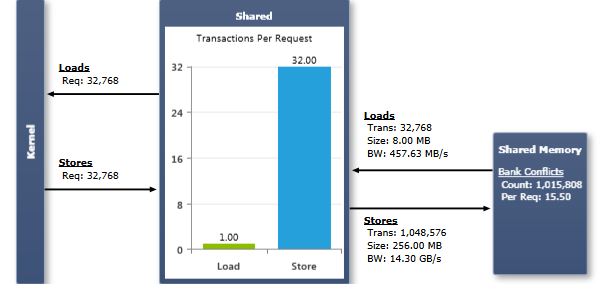 Kernel
Loads
Req: 32,768
Stores
Req: 32,768
Shared
Transactions Per Request
32
24
16
8
0
1.00
32.00
Load
Store
Loads
Trans: 32,768
Size: 8.00 MB
BW: 457.63 MB/s
Stores
Trans: 1,048,576
Size: 256.00 MB
BW: 14.30 GB/s
Shared Memory
Bank Conflicts
Count: 1,015,808
Per Req: 15.50